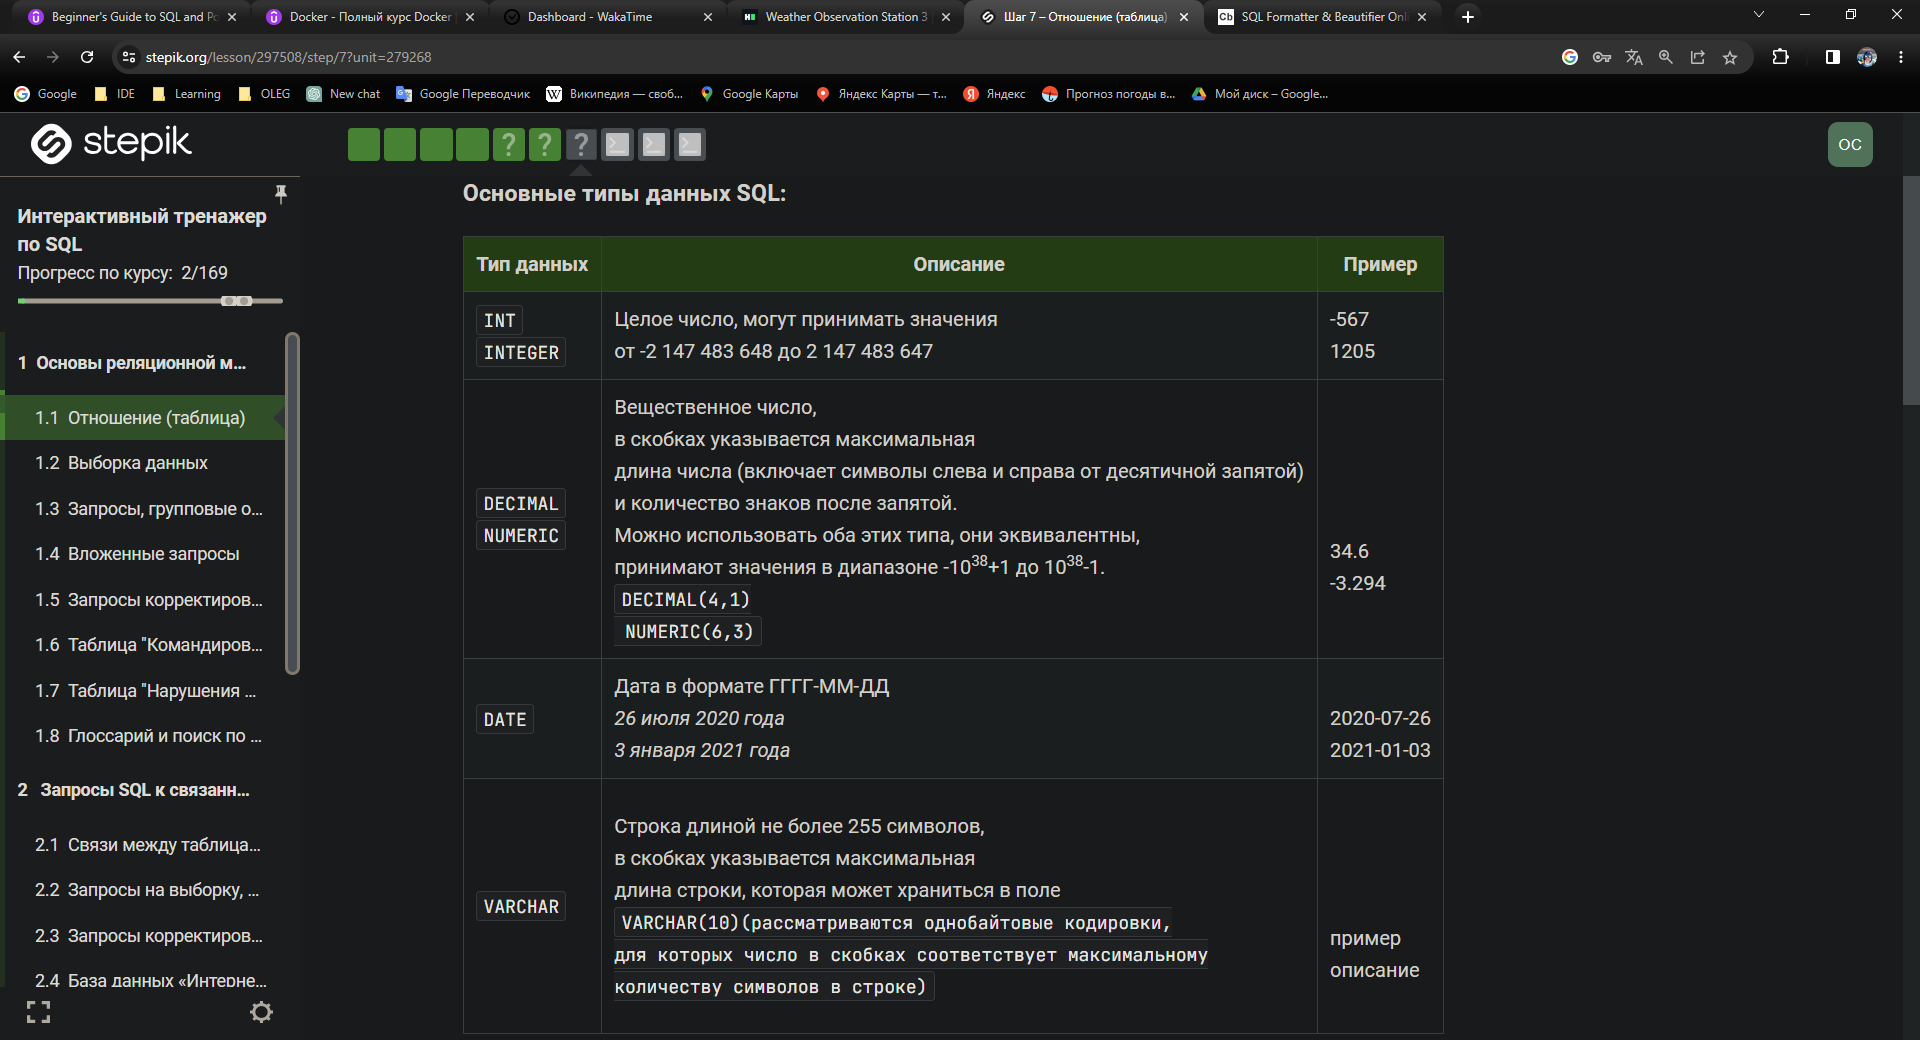 Beginner's Guide to SQL and Po
Docker - Полный курс Docker
Dashboard - WakaTime
Weather Observation Station 3
Шаг 7 – Отношение (таблица)
SQL Formatter & Beautifier Onl
stepik.org/lesson/297508/step/7?unit=279268
Google
IDE
Learning
OLEG
New chat
Google Переводчик
Википедия — своб...
Google Карты
Яндекс Карты — т...
Яндекс
Прогноз погоды в...
Мой диск – Google...
stepik
? ? ?
OC
Интерактивный тренажер
по SQL
Прогресс по курсу: 2/169
1 Основы реляционной м...
1.1 Отношение (таблица)
1.2 Выборка данных
1.3 Запросы, групповые о...
1.4 Вложенные запросы
1.5 Запросы корректиров...
1.6 Таблица "Командиров...
1.7 Таблица "Нарушения ...
1.8 Глоссарий и поиск по ...
2 Запросы SQL к связанн...
2.1 Связи между таблица...
2.2 Запросы на выборку, ...
2.3 Запросы корректиров...
2.4 База данных «Интерне...
Основные типы данных SQL:
Тип данных Описание Пример
INT
INTEGER
Целое число, могут принимать значения
от -2 147 483 648 до 2 147 483 647
-567
1205
DECIMAL
NUMERIC
Вещественное число,
в скобках указывается максимальная
длина числа (включает символы слева и справа от десятичной запятой)
и количество знаков после запятой.
Можно использовать оба этих типа, они эквивалентны,
принимают значения в диапазоне -10³⁸+1 до 10³⁸-1.
DECIMAL(4,1)
NUMERIC(6,3)
34.6
-3.294
DATE
Дата в формате ГГГГ-ММ-ДД
26 июля 2020 года
3 января 2021 года
2020-07-26
2021-01-03
VARCHAR
Строка длиной не более 255 символов,
в скобках указывается максимальная
длина строки, которая может храниться в поле
VARCHAR(10)(рассматриваются однобайтовые кодировки,
для которых число в скобках соответствует максимальному
количеству символов в строке)
пример
описание